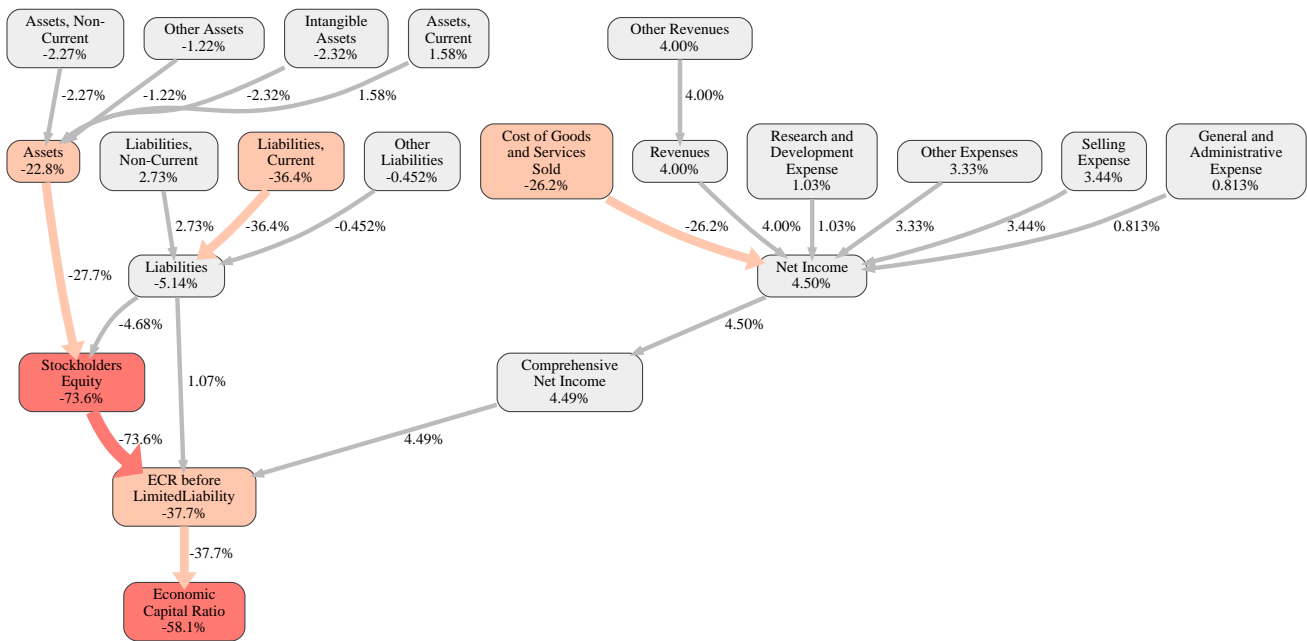 Assets, Non-
Current
-2.27%
Other Assets
-1.22%
Intangible
Assets
-2.32%
Assets,
Current
1.58%
Other Revenues
4.00%
-2.27%
-1.22%
-2.32%
1.58%
4.00%
Assets
-22.8%
Liabilities,
Non-Current
2.73%
Liabilities,
Current
-36.4%
Other
Liabilities
-0.452%
Cost of Goods
and Services
Sold
-26.2%
Revenues
4.00%
Research and
Development
Expense
1.03%
Other Expenses
3.33%
Selling
Expense
3.44%
General and
Administrative
Expense
0.813%
2.73%
-36.4%
-0.452%
-26.2%
4.00%
1.03%
3.33%
3.44%
0.813%
-27.7%
Liabilities
-5.14%
Net Income
4.50%
-4.68%
4.50%
Stockholders
Equity
-73.6%
1.07%
Comprehensive
Net Income
4.49%
-73.6%
4.49%
ECR before
LimitedLiability
-37.7%
-37.7%
Economic
Capital Ratio
-58.1%